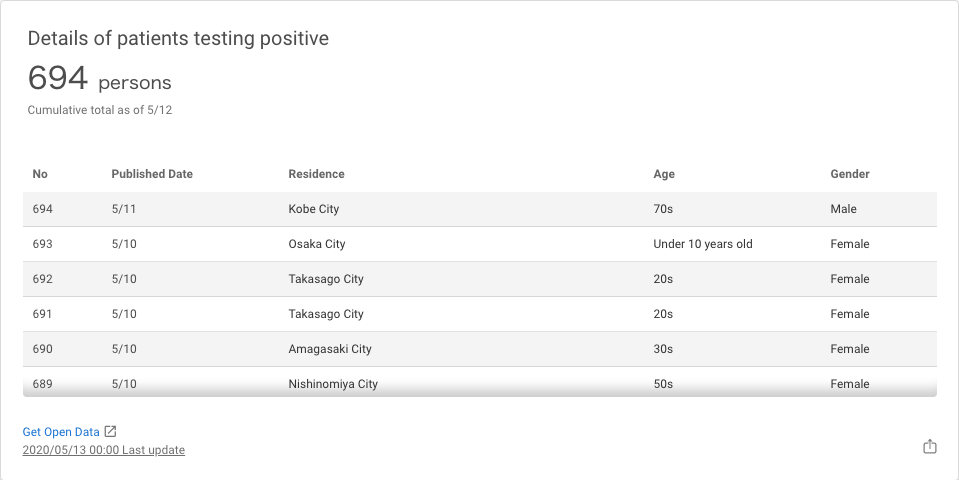 Details of patients testing positive
694 persons
Cumulative total as of 5/12
No Published Date Residence Age Gender
694 5/11 Kobe City 70s Male
693 5/10 Osaka City Under 10 years old Female
692 5/10 Takasago City 20s Female
691 5/10 Takasago City 20s Female
690 5/10 Amagasaki City 30s Female
689 5/10 Nishinomiya City 50s Female
Get Open Data
2020/05/13 00:00 Last update